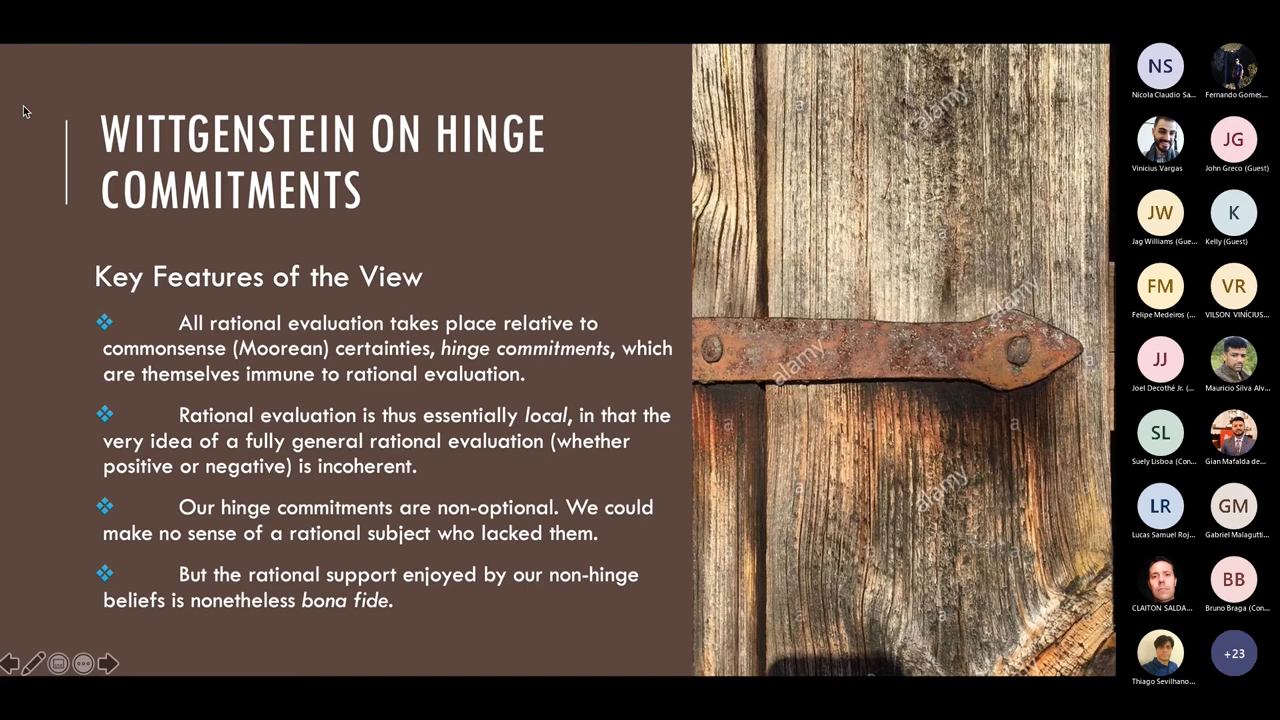 WITTGENSTEIN ON HINGE
COMMITMENTS
Key Features of the View
All rational evaluation takes place relative to
commonsense (Moorean) certainties, hinge commitments, which
are themselves immune to rational evaluation.
Rational evaluation is thus essentially local, in that the
very idea of a fully general rational evaluation (whether
positive or negative) is incoherent.
Our hinge commitments are non-optional. We could
make no sense of a rational subject who lacked them.
But the rational support enjoyed by our non-hinge
beliefs is nonetheless bona fide.
alamy
alamy
alamy
alamy
a
a
a
a
a
a
a
NS
Nicola Claudio Sa...
Fernando Gomes...
Vinicius Vargas
JG
John Greco (Guest)
JW
Jag Williams (Gue...
K
Kelly (Guest)
FM
Felipe Medeiros (...
VR
VILSON VINÍCIUS...
JJ
Joel Decothé Jr. (...
Mauricio Silva Alv...
SL
Suely Lisboa (Con...
Gian Mafalda de...
LR
Lucas Samuel Roj...
GM
Gabriel Malagutti...
CLAITON SALDA...
BB
Bruno Braga (Con...
Thiago Sevilhano...
+23